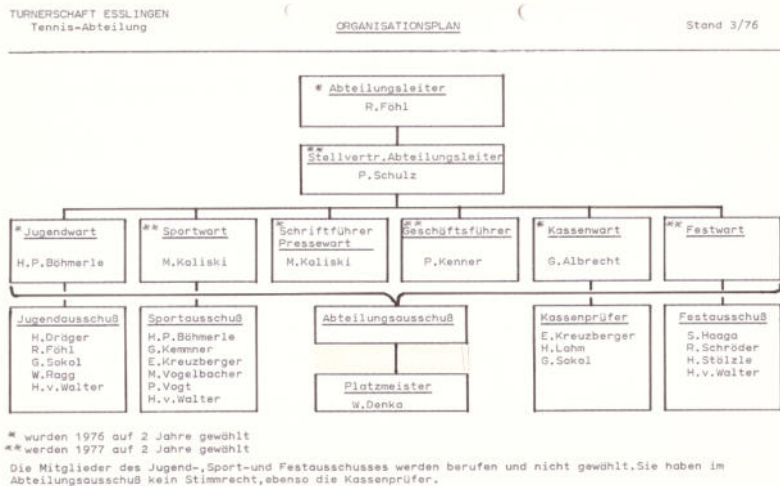 TURNERSCHAFT ESSLINGEN
Tennis-Abteilung
ORGANISATIONSPLAN
Stand 3/76
* Abteilungsleiter
R.Föhl
** Stellvertr.Abteilungsleiter
P.Schulz
* Jugendwart
H.P.Böhmerle
** Sportwart
M.Kaliski
* Schriftführer
Pressewart
M.Kaliski
** Geschäftsführer
P.Kenner
* Kassenwart
G.Albrecht
** Festwart
Jugendausschuß
H.Dräger
R.Föhl
G.Sokol
W.Ragg
H.v.Walter
Sportausschuß
H.P.Böhmerle
G.Kemmner
E.Kreuzberger
M.Vogelbacher
P.Vogt
H.v.Walter
Abteilungsausschuß
Platzmeister
W.Denka
Kassenprüfer
E.Kreuzberger
H.Lahm
G.Sokol
Festausschuß
S.Haaga
R.Schröder
H.Stölzle
H.v.Walter
* wurden 1976 auf 2 Jahre gewählt
** werden 1977 auf 2 Jahre gewählt
Die Mitglieder des Jugend-,Sport-und Festausschusses werden berufen und nicht gewählt.Sie haben im
Abteilungsausschuß kein Stimmrecht,ebenso die Kassenprüfer.